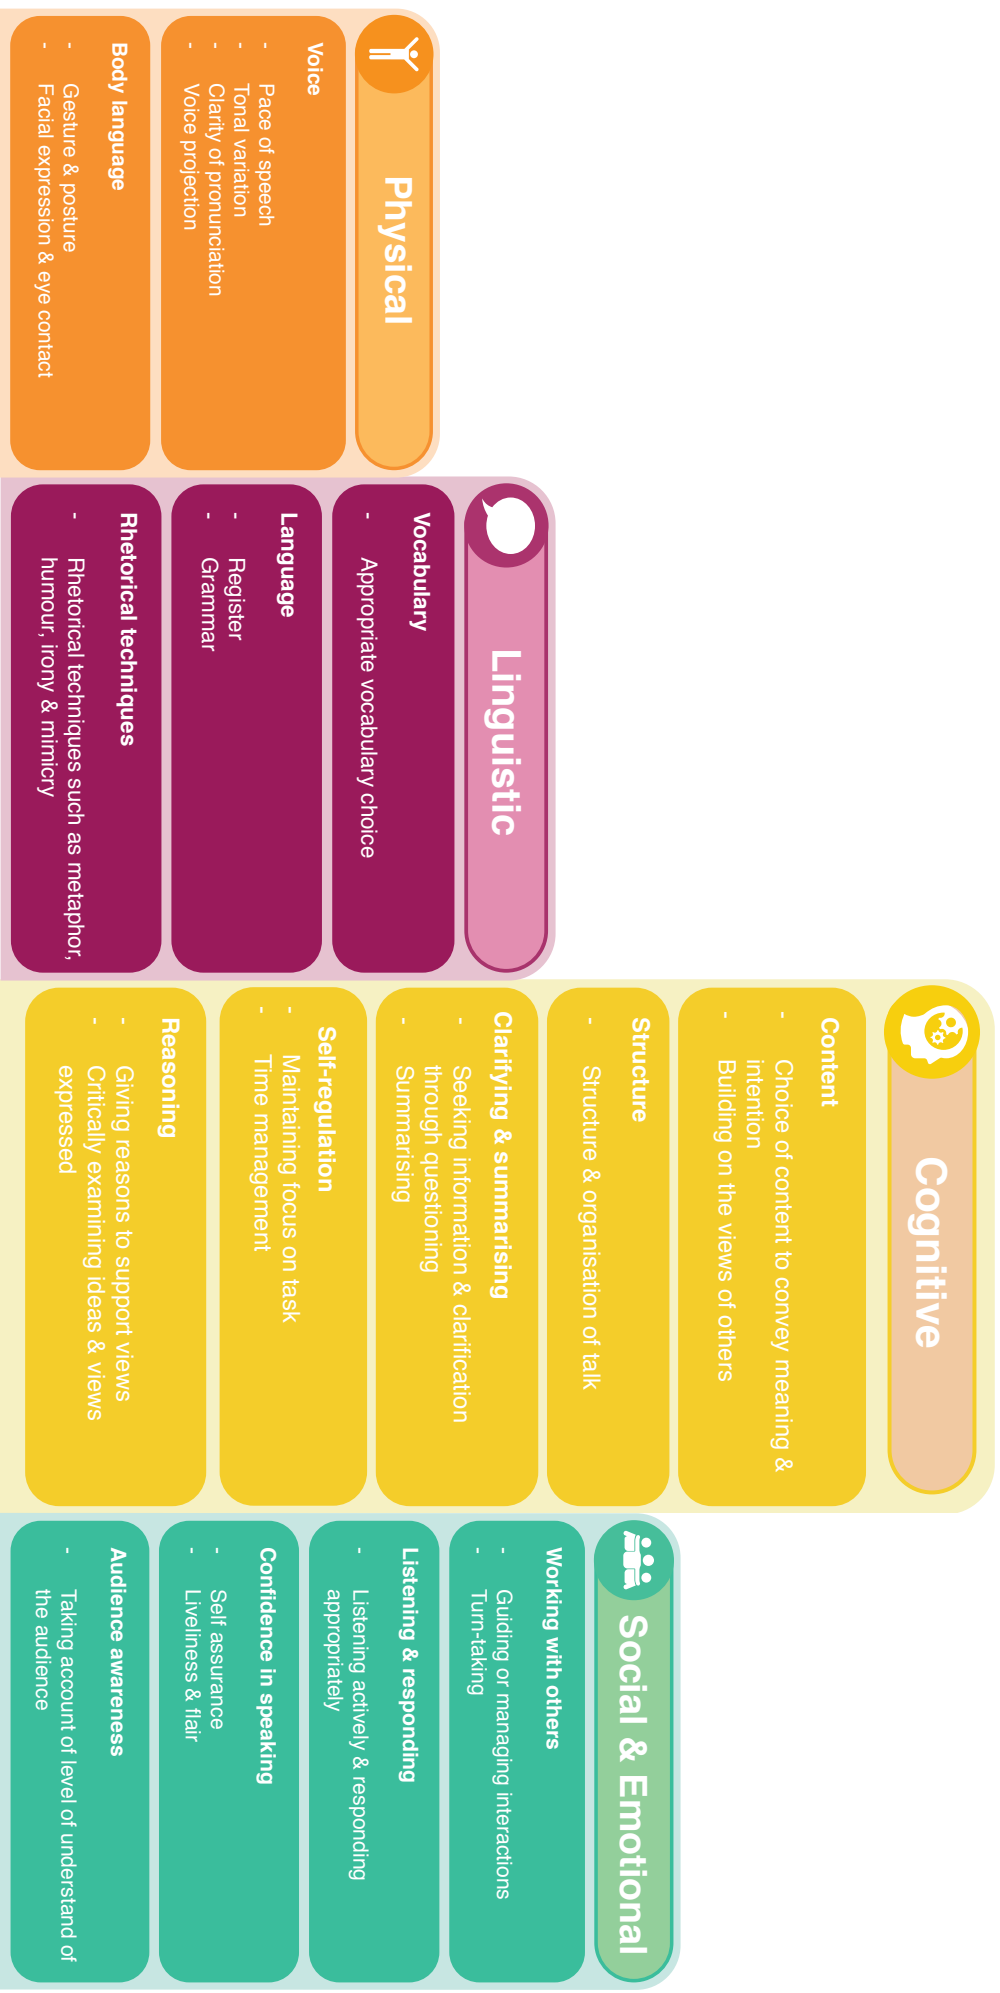 Physical
Voice
- Pace of speech
- Tonal variation
- Clarity of pronunciation
- Voice projection
Body language
- Gesture & posture
- Facial expression & eye contact
Linguistic
Vocabulary
- Appropriate vocabulary choice
Language
- Register
- Grammar
Rhetorical techniques
- Rhetorical techniques such as metaphor,
humour, irony & mimicry
Cognitive
Content
- Choice of content to convey meaning &
intention
- Building on the views of others
Structure
- Structure & organisation of talk
Clarifying & summarising
- Seeking information & clarification
through questioning
- Summarising
Self-regulation
- Maintaining focus on task
- Time management
Reasoning
- Giving reasons to support views
- Critically examining ideas & views
expressed
Social & Emotional
Working with others
- Guiding or managing interactions
- Turn-taking
Listening & responding
- Listening actively & responding
appropriately
Confidence in speaking
- Self assurance
- Liveliness & flair
Audience awareness
- Taking account of level of understand of
the audience